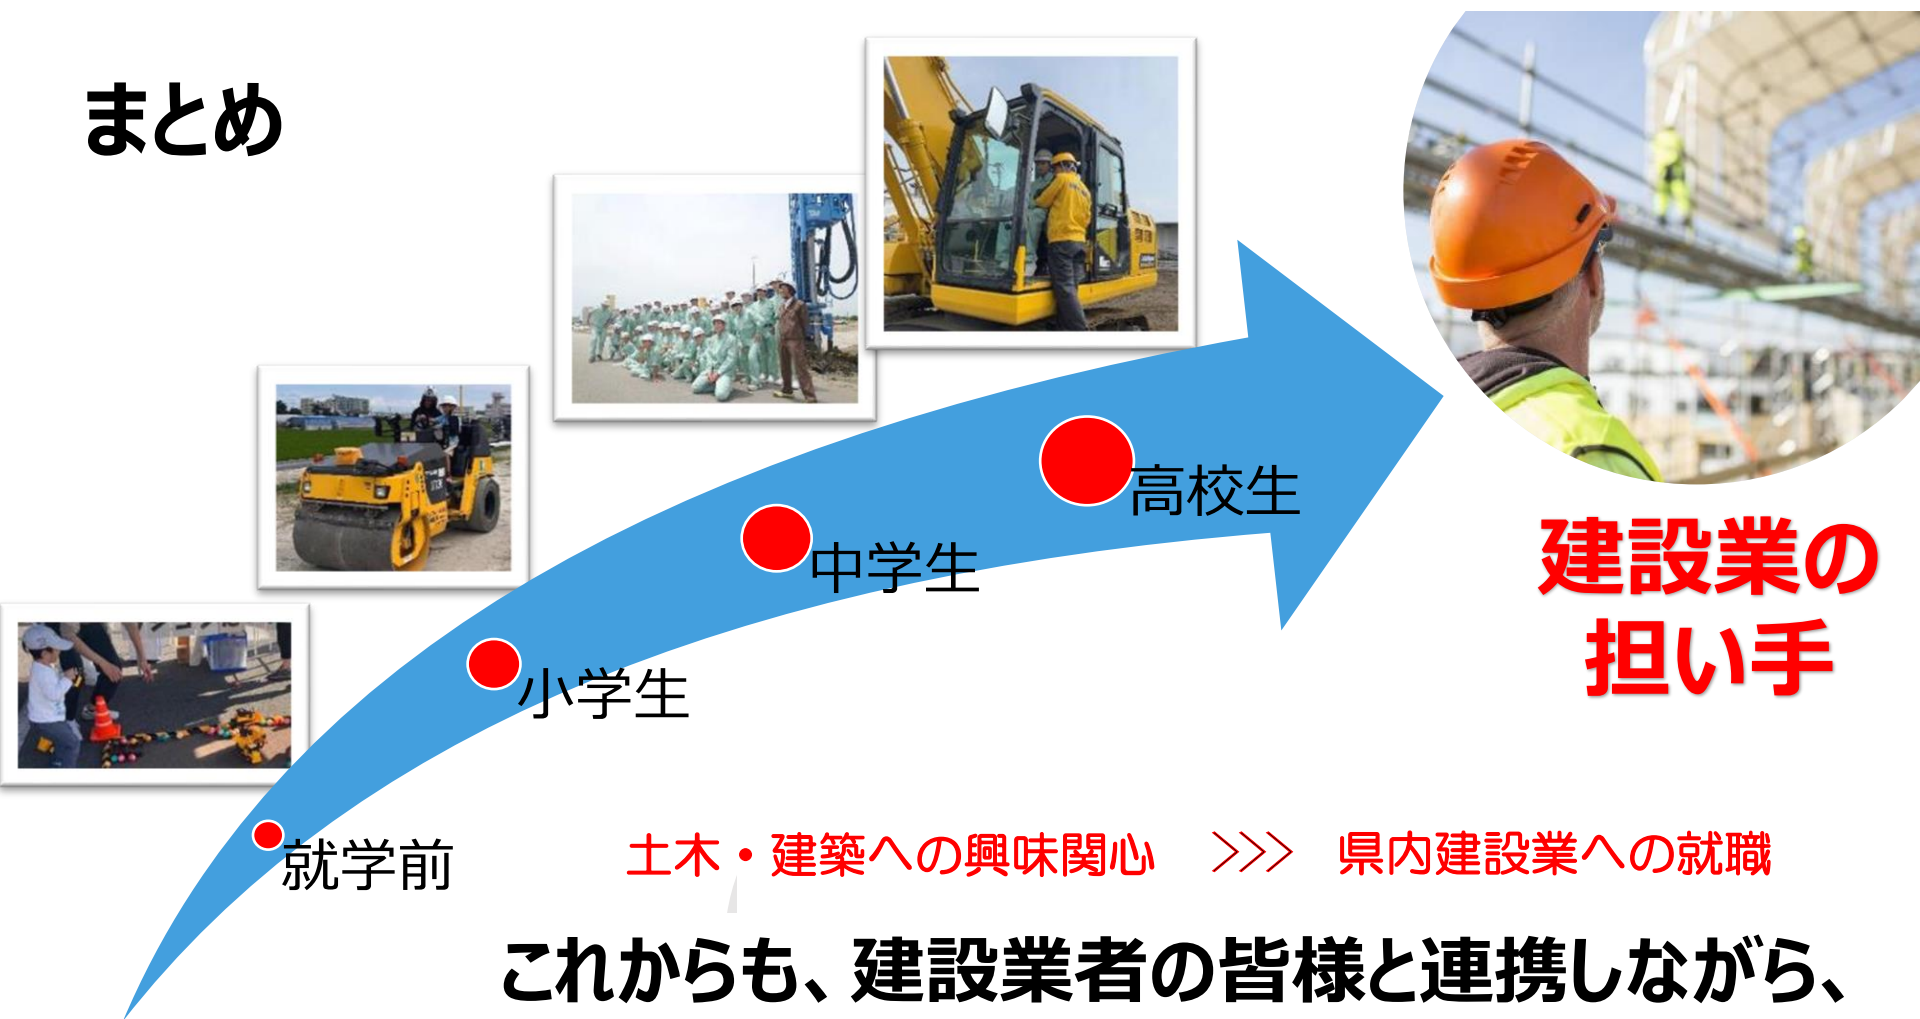 まとめ
高校生
中学生
小学生
就学前
建設業の
担い手
土木・建築への興味関心 >>> 県内建設業への就職
これからも、建設業者の皆様と連携しながら、